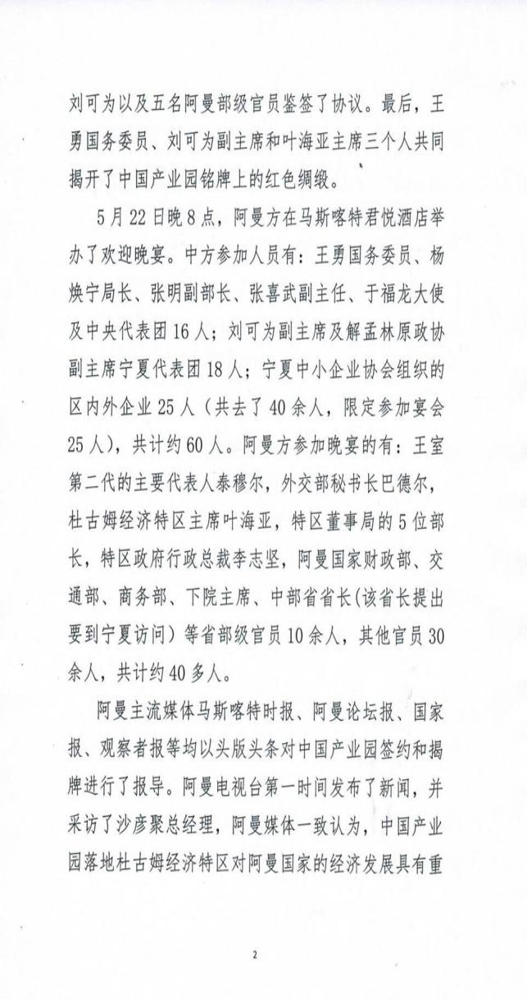 刘可为以及五名阿曼部级官员鉴签了协议。最后，王
勇国务委员、刘可为副主席和叶海亚主席三个人共同
揭开了中国产业园铭牌上的红色绸缎。
5月22日晚8点，阿曼方在马斯喀特君悦酒店举
办了欢迎晚宴。中方参加人员有：王勇国务委员、杨
焕宁局长、张明副部长、张喜武副主任、于福龙大使
及中央代表团16人；刘可为副主席及解孟林原政协
副主席宁夏代表团18人；宁夏中小企业协会组织的
区内外企业25人（共去了40余人，限定参加宴会
25人），共计约60人。阿曼方参加晚宴的有：王室
第二代的主要代表人泰穆尔，外交部秘书长巴德尔，
杜古姆经济特区主席叶海亚，特区董事局的5位部
长，特区政府行政总裁李志坚，阿曼国家财政部、交
通部、商务部、下院主席、中部省省长(该省长提出
要到宁夏访问）等省部级官员10余人，其他官员30
余人，共计约40多人。
阿曼主流媒体马斯喀特时报、阿曼论坛报、国家
报、观察者报等均以头版头条对中国产业园签约和揭
牌进行了报导。阿曼电视台第一时间发布了新闻，并
采访了沙彦聚总经理，阿曼媒体一致认为，中国产业
园落地杜古姆经济特区对阿曼国家的经济发展具有重
2